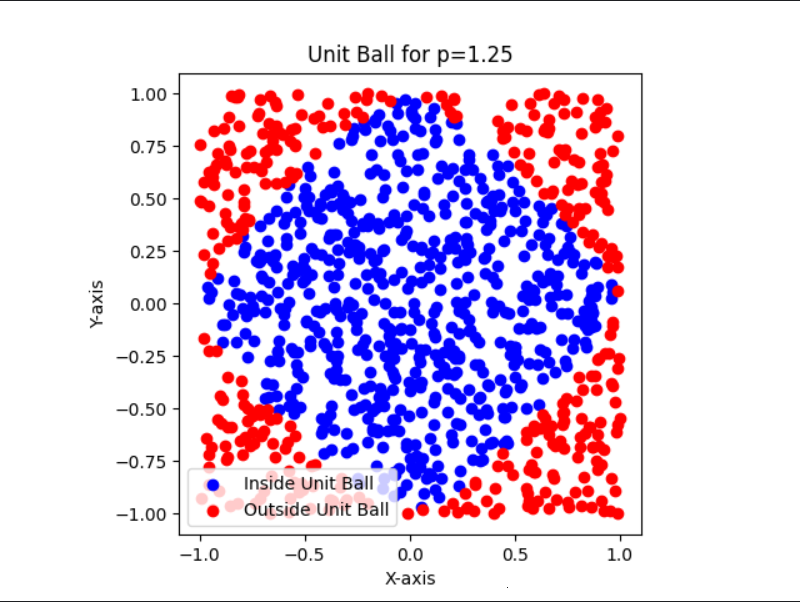 Unit Ball for p=1.25
1.00
0.75
0.50
0.25
0.00
−0.25
−0.50
−0.75
−1.00
Y-axis
Inside Unit Ball
Outside Unit Ball
−1.0 −0.5 0.0 0.5 1.0
X-axis